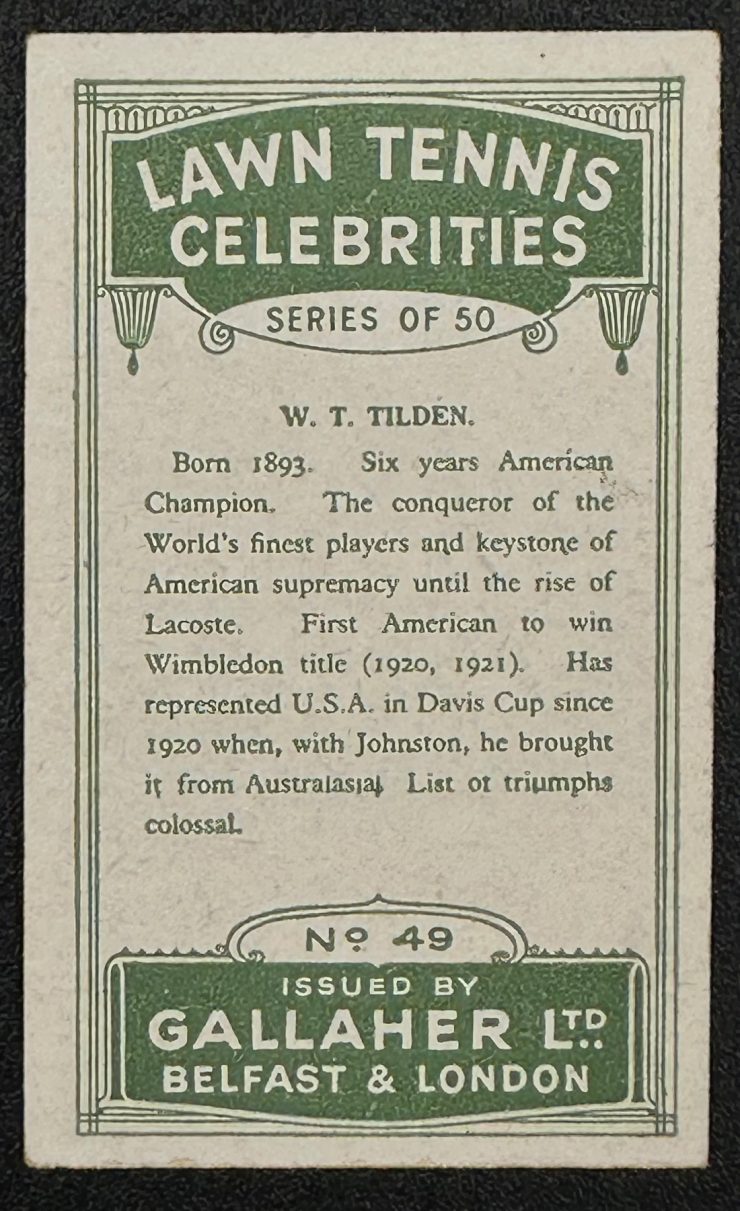 LAWN TENNIS
CELEBRITIES
SERIES OF 50
W. T. TILDEN.
Born 1893. Six years American
Champion. The conqueror of the
World's finest players and keystone of
American supremacy until the rise of
Lacoste. First American to win
Wimbledon title (1920, 1921). Has
represented U.S.A. in Davis Cup since
1920 when, with Johnston, he brought
it from Australasia. List of triumphs
colossal.
Nº 49
ISSUED BY
GALLAHER LTD.
BELFAST & LONDON